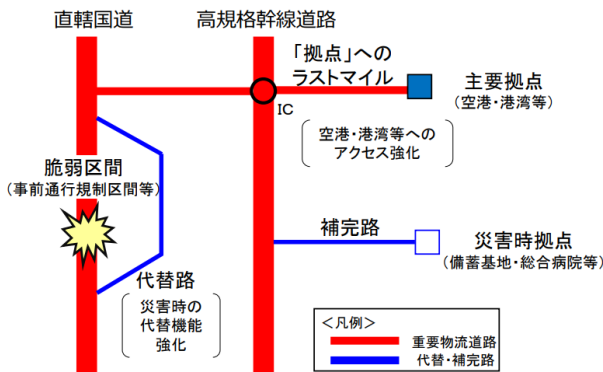 直轄国道
高規格幹線道路
「拠点」への
ラストマイル
主要拠点
(空港・港湾等)
IC
空港・港湾等への
アクセス強化
脆弱区間
(事前通行規制区間等)
補完路
災害時拠点
(備蓄基地・総合病院等)
代替路
災害時の
代替機能
強化
<凡例>
重要物流道路
代替・補完路